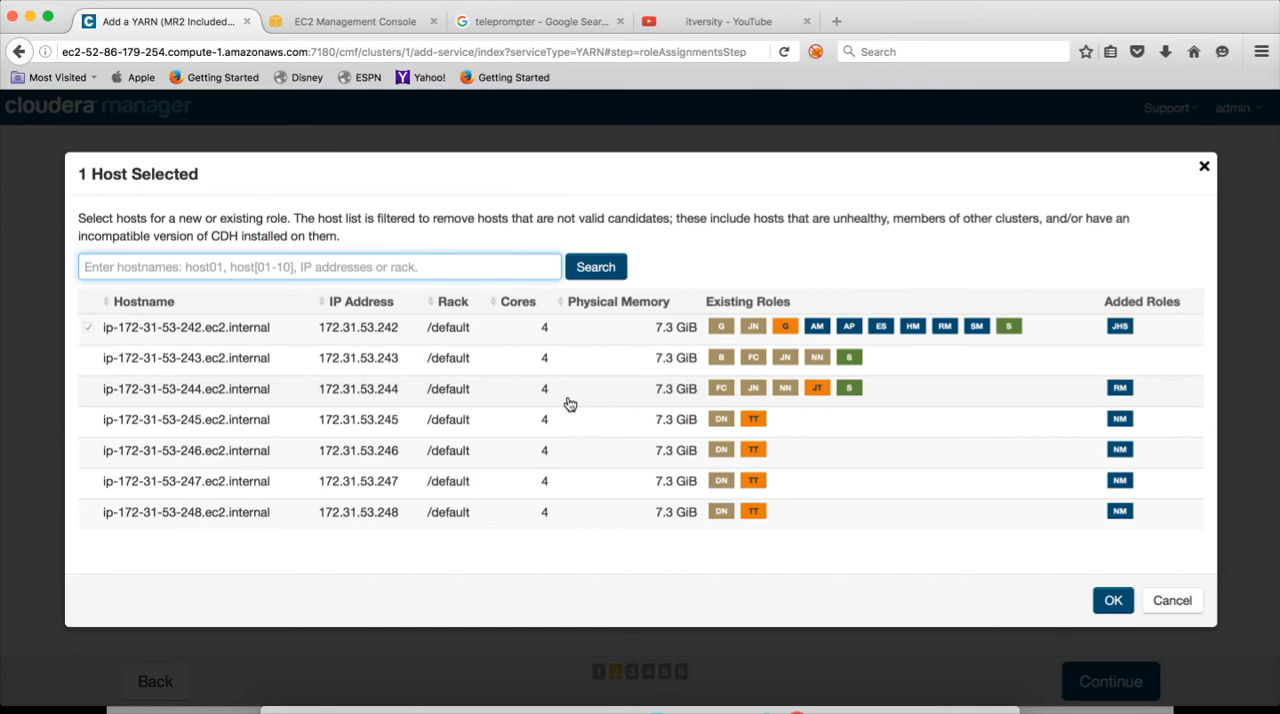 Add a YARN (MR2 Included... × EC2 Management Console × teleprompter - Google Sear... × itversity - YouTube × +
ec2-52-86-179-254.compute-1.amazonaws.com:7180/cmf/clusters/1/add-service/index?serviceType=YARN#step=roleAssignmentsStep Search
Most Visited Apple Getting Started Disney ESPN Yahoo! Getting Started
cloudera manager Support admin
1 Host Selected ×
Select hosts for a new or existing role. The host list is filtered to remove hosts that are not valid candidates; these include hosts that are unhealthy, members of other clusters, and/or have an
incompatible version of CDH installed on them.
Enter hostnames: host01, host[01-10], IP addresses or rack. Search
Hostname IP Address Rack Cores Physical Memory Existing Roles Added Roles
ip-172-31-53-242.ec2.internal 172.31.53.242 /default 4 7.3 GiB G JN G AM AP ES HM RM SM S JHS
ip-172-31-53-243.ec2.internal 172.31.53.243 /default 4 7.3 GiB B FC JN NN S
ip-172-31-53-244.ec2.internal 172.31.53.244 /default 4 7.3 GiB FC JN NN JT S RM
ip-172-31-53-245.ec2.internal 172.31.53.245 /default 4 7.3 GiB DN TT NM
ip-172-31-53-246.ec2.internal 172.31.53.246 /default 4 7.3 GiB DN TT NM
ip-172-31-53-247.ec2.internal 172.31.53.247 /default 4 7.3 GiB DN TT NM
ip-172-31-53-248.ec2.internal 172.31.53.248 /default 4 7.3 GiB DN TT NM
OK Cancel
Back 1 2 3 4 5 6 Continue